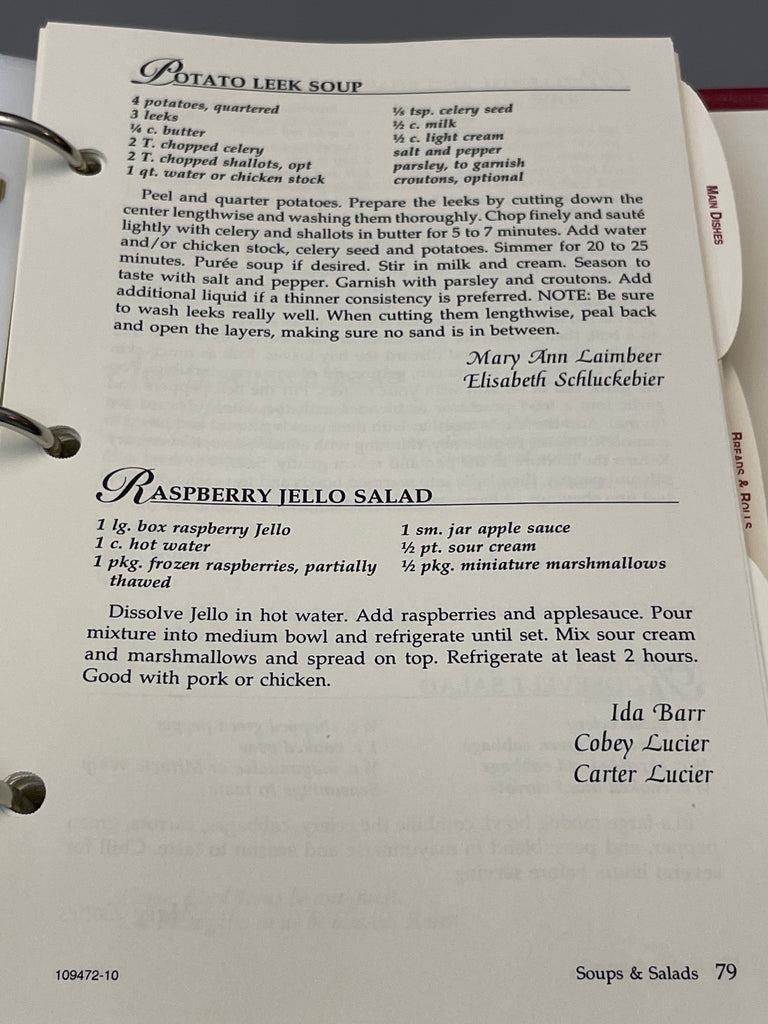 POTATO LEEK SOUP
4 potatoes, quartered
3 leeks
¼ c. butter
2 T. chopped celery
2 T. chopped shallots, opt
1 qt. water or chicken stock
⅛ tsp. celery seed
½ c. milk
½ c. light cream
salt and pepper
parsley, to garnish
croutons, optional
Peel and quarter potatoes. Prepare the leeks by cutting down the
center lengthwise and washing them thoroughly. Chop finely and sauté
lightly with celery and shallots in butter for 5 to 7 minutes. Add water
and/or chicken stock, celery seed and potatoes. Simmer for 20 to 25
minutes. Purée soup if desired. Stir in milk and cream. Season to
taste with salt and pepper. Garnish with parsley and croutons. Add
additional liquid if a thinner consistency is preferred. NOTE: Be sure
to wash leeks really well. When cutting them lengthwise, peal back
and open the layers, making sure no sand is in between.
Mary Ann Laimbeer
Elisabeth Schluckebier
RASPBERRY JELLO SALAD
1 lg. box raspberry Jello
1 c. hot water
1 pkg. frozen raspberries, partially
thawed
1 sm. jar apple sauce
½ pt. sour cream
½ pkg. miniature marshmallows
Dissolve Jello in hot water. Add raspberries and applesauce. Pour
mixture into medium bowl and refrigerate until set. Mix sour cream
and marshmallows and spread on top. Refrigerate at least 2 hours.
Good with pork or chicken.
Ida Barr
Cobey Lucier
Carter Lucier
109472-10
Soups & Salads 79
MAIN DISHES
BREADS & ROLLS